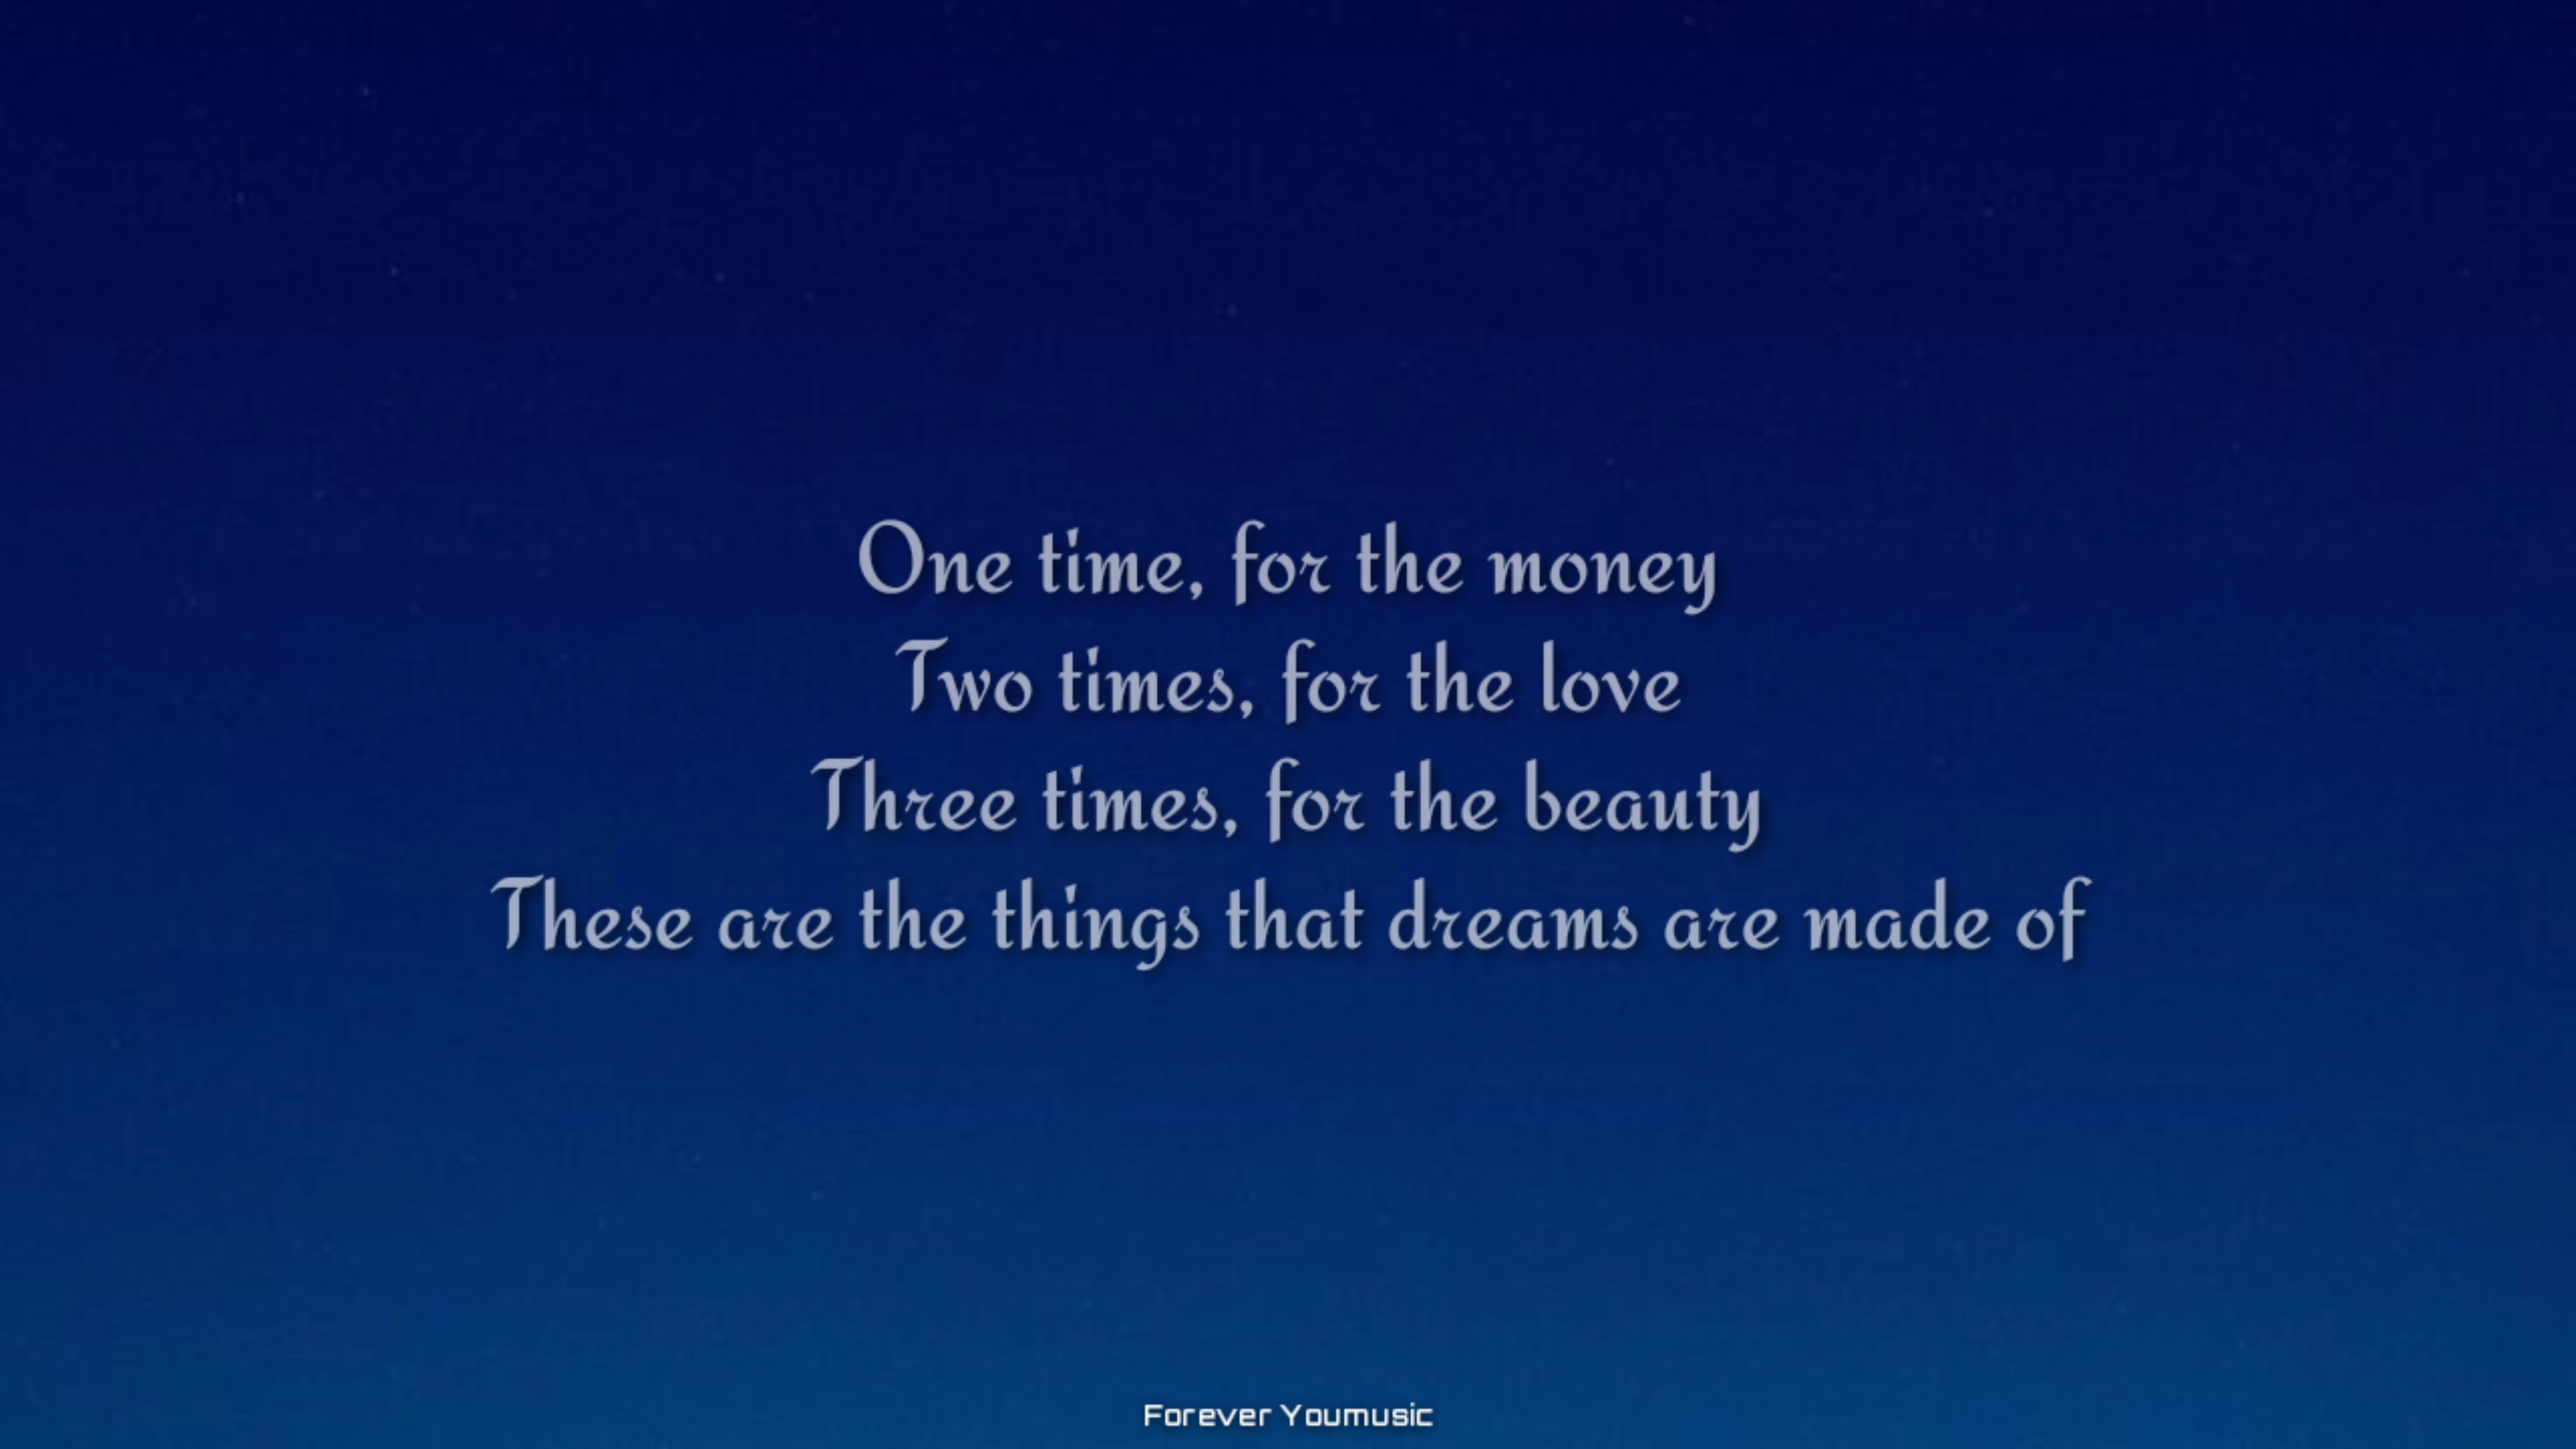 One time, for the money
Two times, for the love
Three times, for the beauty
These are the things that dreams are made of
Forever Youmusic